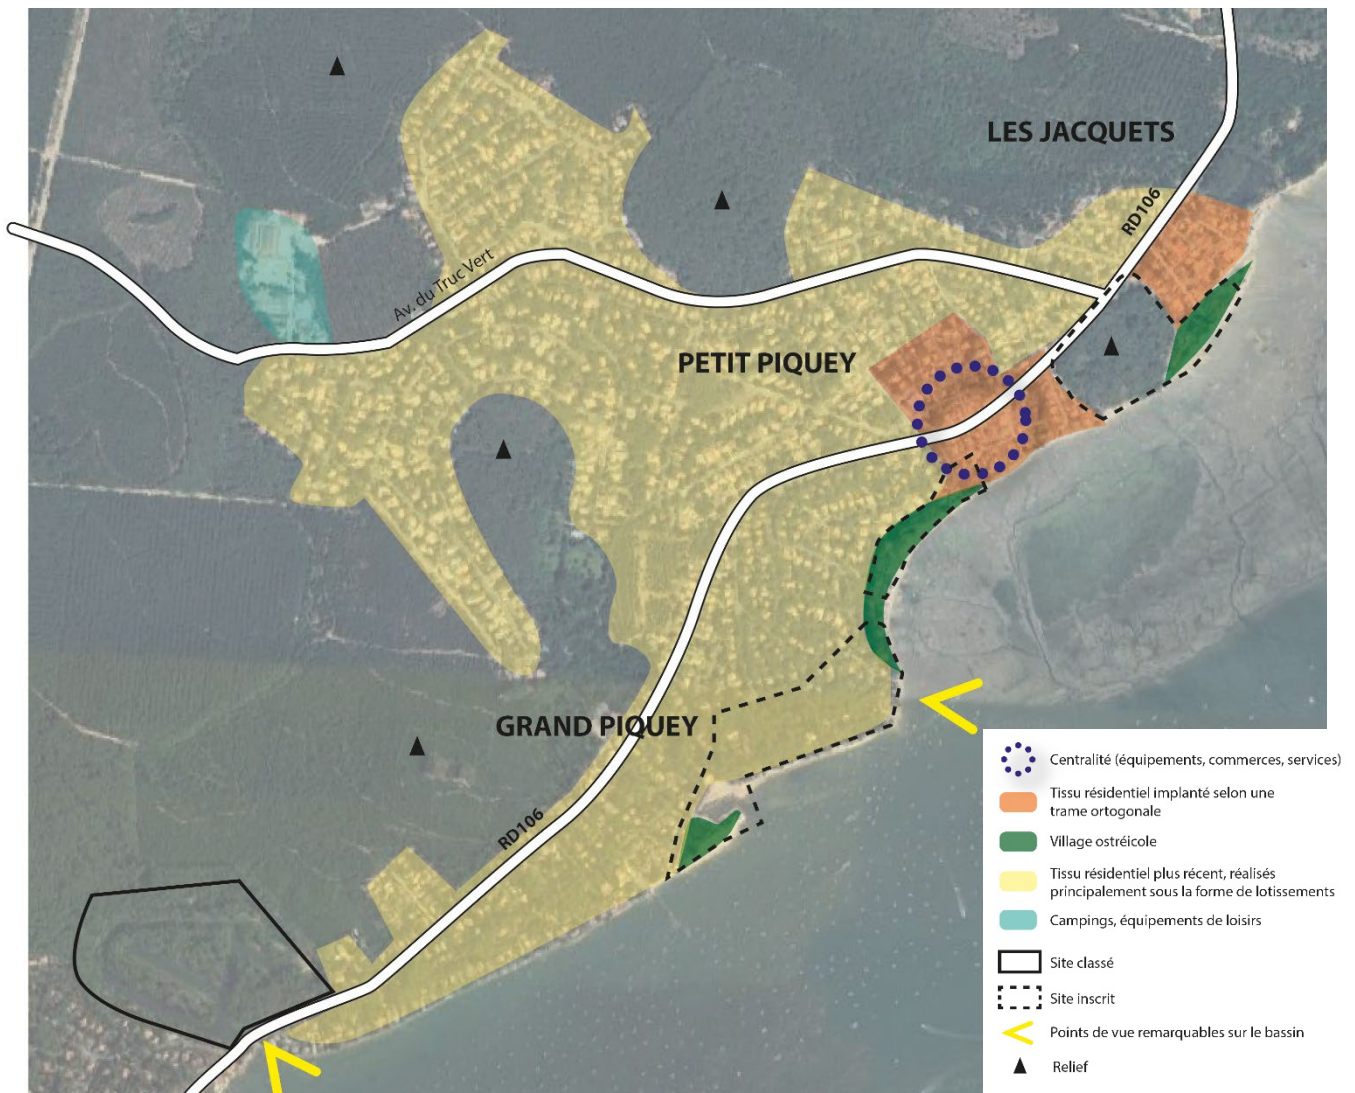 LES JACQUETS
RD106
Av. du Truc Vert
PETIT PIQUEY
GRAND PIQUEY
RD106
Centralité (équipements, commerces, services)
Tissu résidentiel implanté selon une
trame ortogonale
Village ostréicole
Tissu résidentiel plus récent, réalisés
principalement sous la forme de lotissements
Campings, équipements de loisirs
Site classé
Site inscrit
Points de vue remarquables sur le bassin
Relief